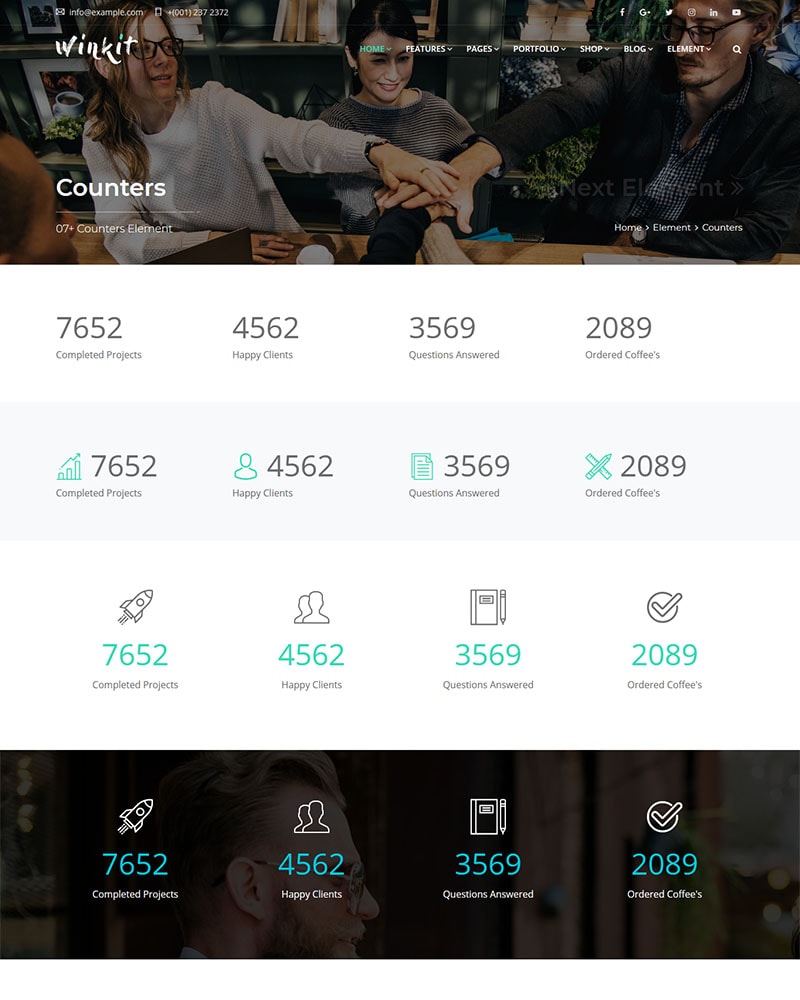 info@example.com +(001) 237 2372
winkit HOME FEATURES PAGES PORTFOLIO SHOP BLOG ELEMENT
Counters
Next Element »
07+ Counters Element
Home > Element > Counters
7652 4562 3569 2089
Completed Projects Happy Clients Questions Answered Ordered Coffee's
7652 4562 3569 2089
Completed Projects Happy Clients Questions Answered Ordered Coffee's
7652 4562 3569 2089
Completed Projects Happy Clients Questions Answered Ordered Coffee's
7652 4562 3569 2089
Completed Projects Happy Clients Questions Answered Ordered Coffee's